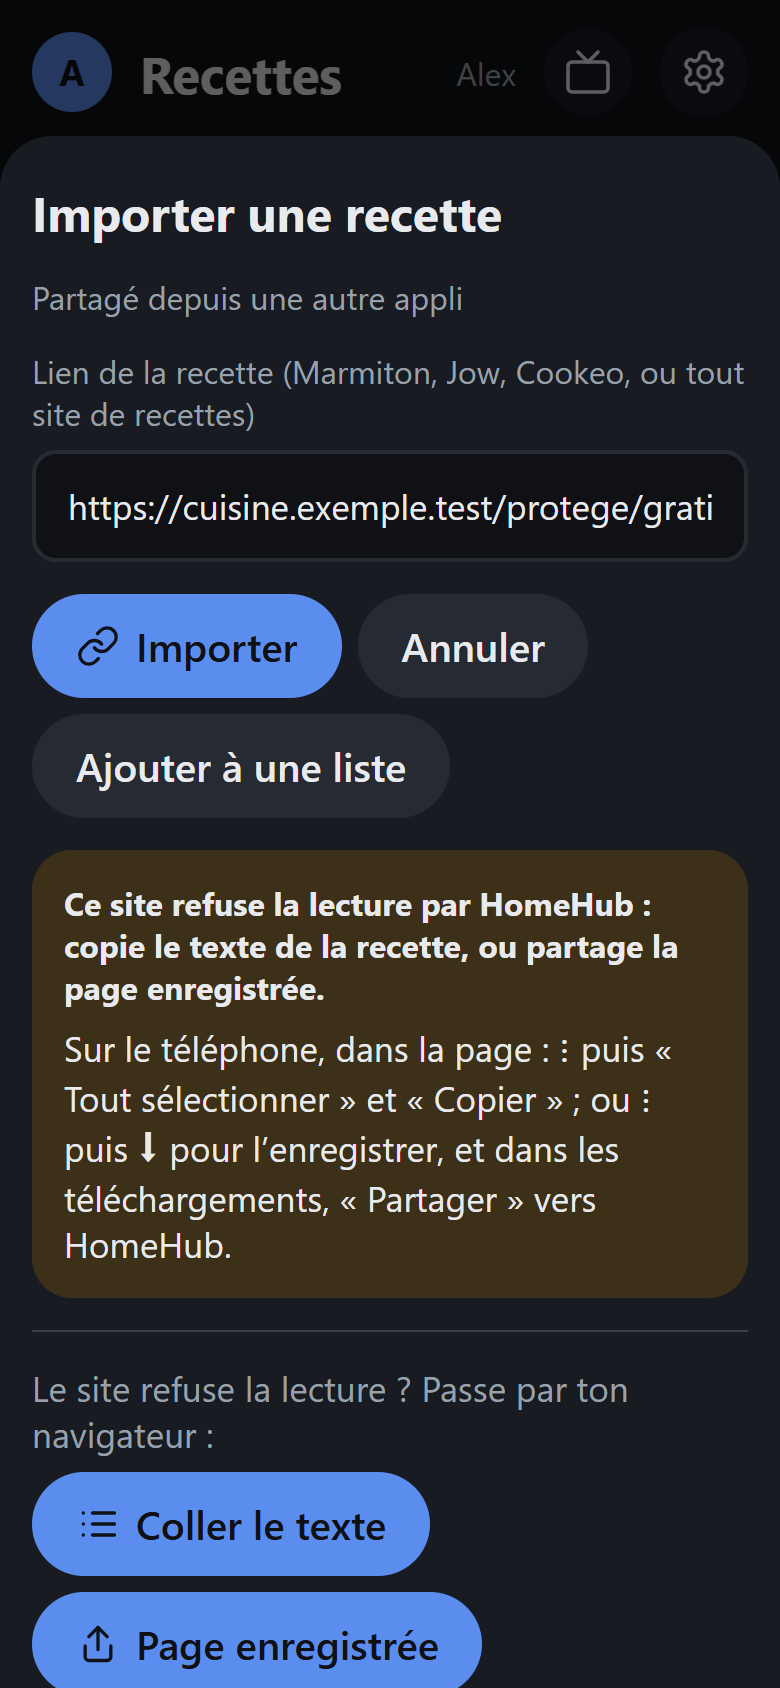 A
Recettes
Alex
Importer une recette
Partagé depuis une autre appli
Lien de la recette (Marmiton, Jow, Cookeo, ou tout
site de recettes)
https://cuisine.exemple.test/protege/grati
Importer
Annuler
Ajouter à une liste
Ce site refuse la lecture par HomeHub :
copie le texte de la recette, ou partage la
page enregistrée.
Sur le téléphone, dans la page : ⋮ puis «
Tout sélectionner » et « Copier » ; ou ⋮
puis ⬇ pour l’enregistrer, et dans les
téléchargements, « Partager » vers
HomeHub.
Le site refuse la lecture ? Passe par ton
navigateur :
Coller le texte
Page enregistrée